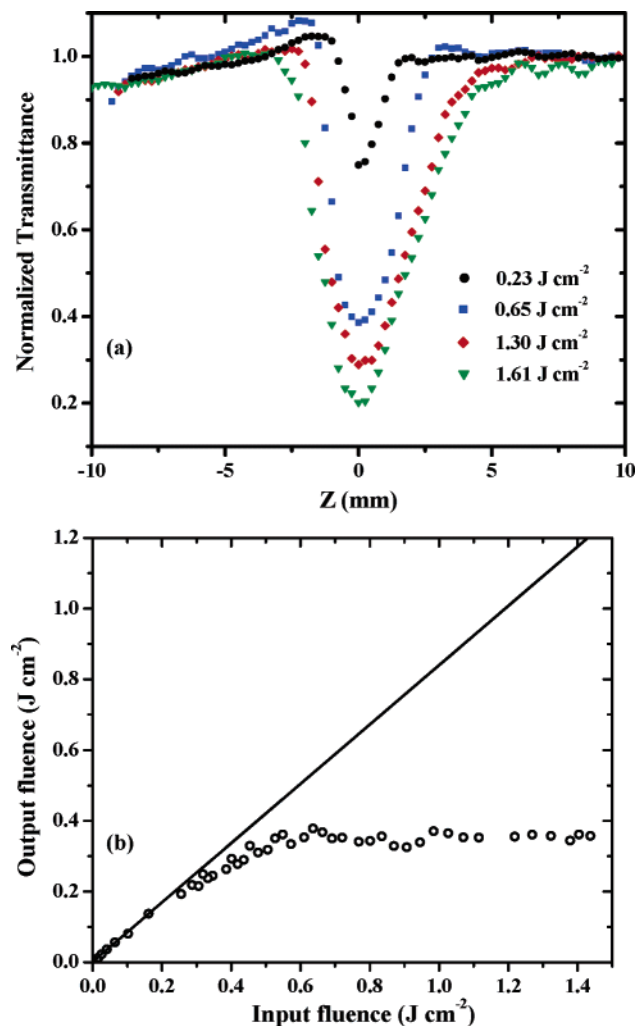 1.0
0.8
0.6
0.4
0.2
Normalized Transmittance
(a)
0.23 J cm⁻²
0.65 J cm⁻²
1.30 J cm⁻²
1.61 J cm⁻²
-10 -5 0 5 10
Z (mm)
1.2
1.0
0.8
0.6
0.4
0.2
0.0
Output fluence (J cm⁻²)
(b)
0.0 0.2 0.4 0.6 0.8 1.0 1.2 1.4
Input fluence (J cm⁻²)